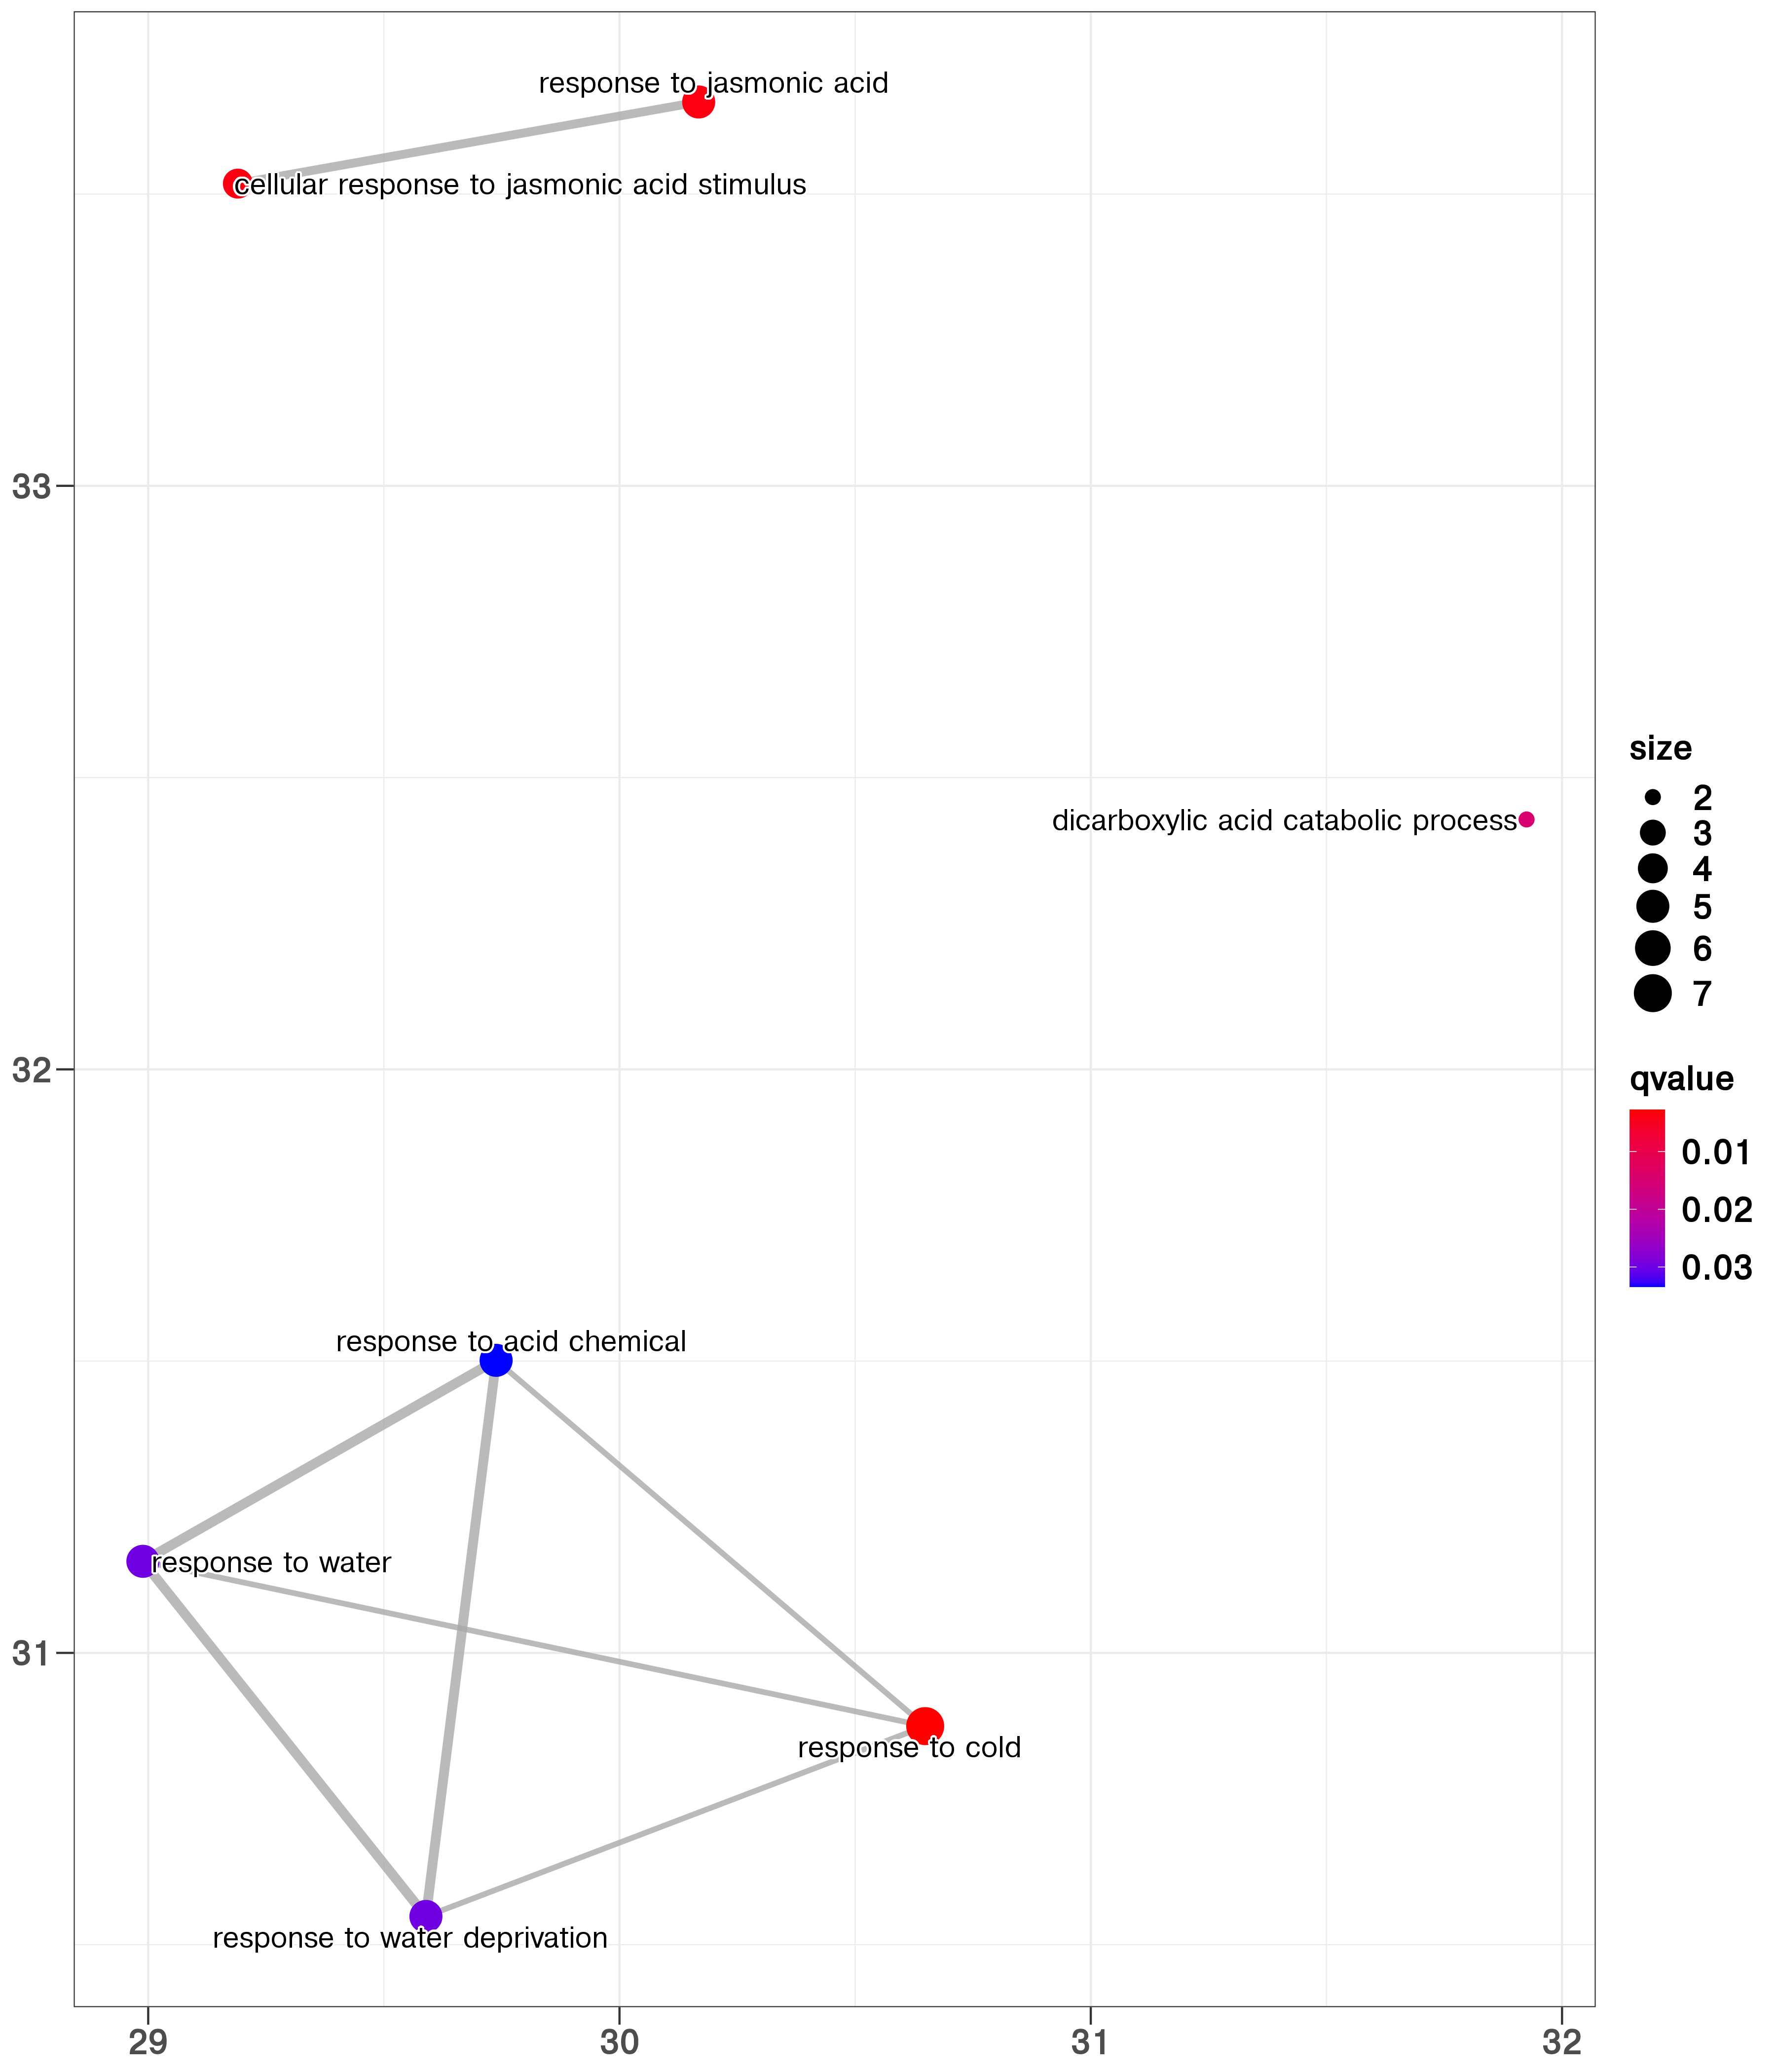 response to jasmonic acid
cellular response to jasmonic acid stimulus
33
dicarboxylic acid catabolic process
32
response to acid chemical
response to water
31
response to cold
response to water deprivation
29 30 31 32
size
2
3
4
5
6
7
qvalue
0.01
0.02
0.03